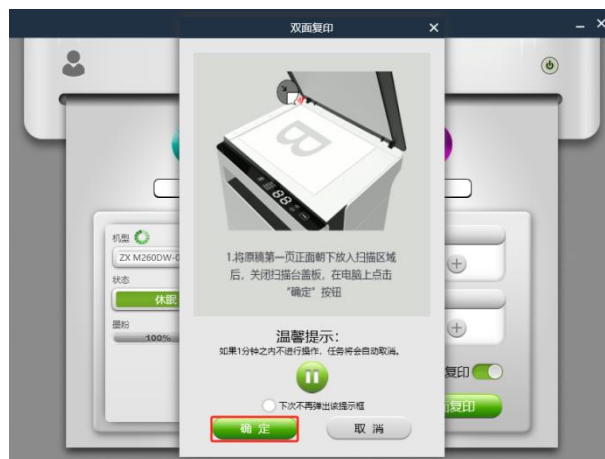 双面复印
B
88
机型
ZX M260DW-
状态
休眠
墨粉
100%
1.将原稿第一页正面朝下放入扫描区域
后，关闭扫描台盖板，在电脑上点击
“确定”按钮
温馨提示：
如果1分钟之内不进行操作，任务将会自动取消。
下次不再弹出该提示框
确 定
取 消
复印
面复印